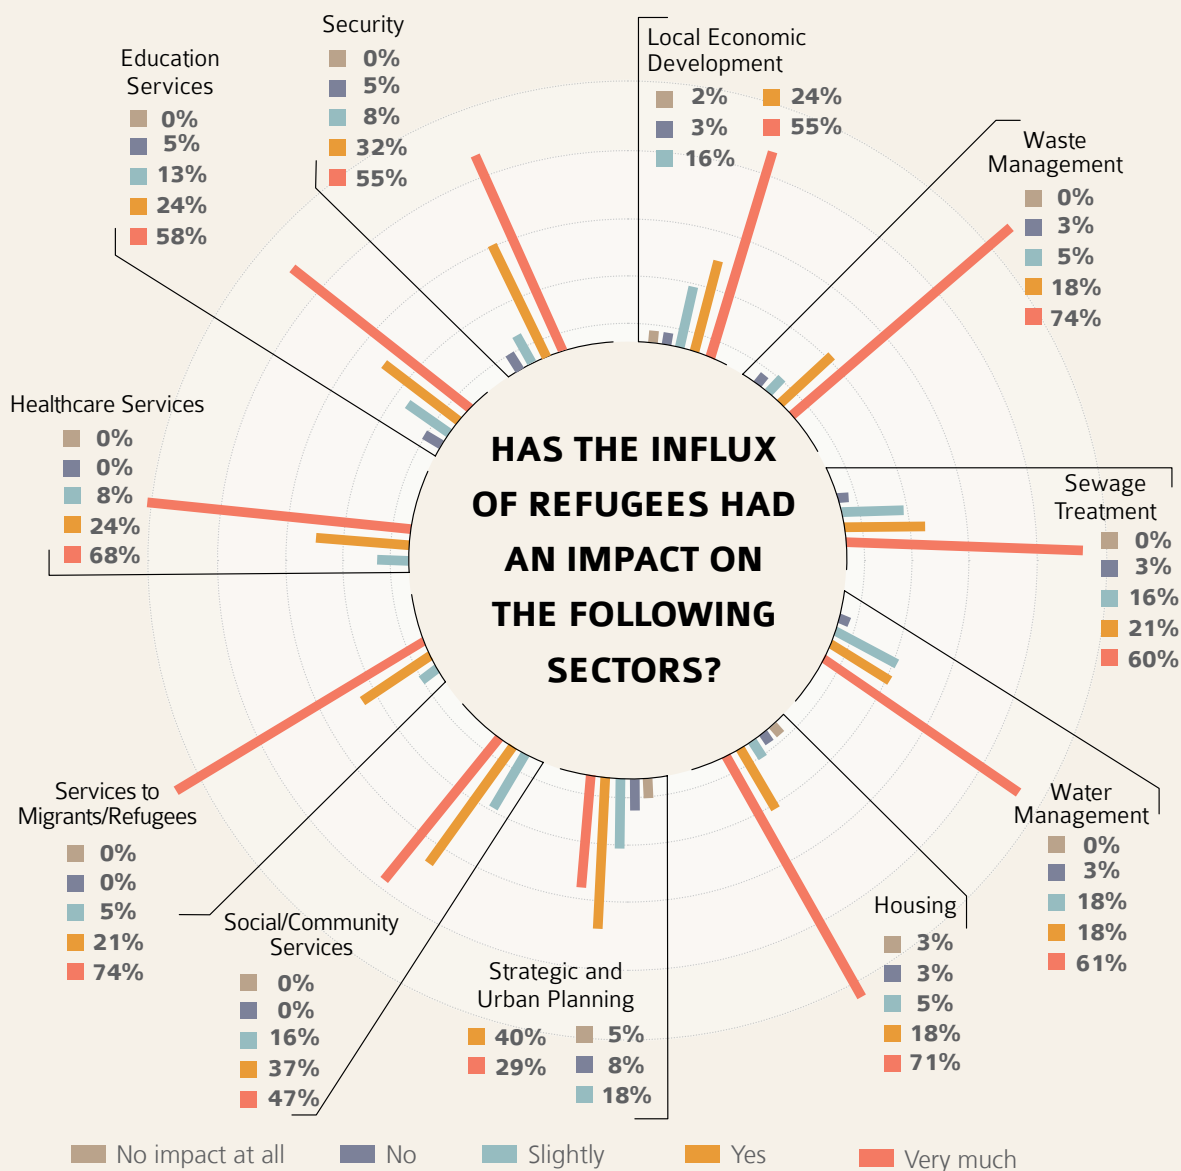 Security
0%
5%
8%
32%
55%
Local Economic
Development
2%
3%
16%
24%
55%
Waste
Management
0%
3%
5%
18%
74%
Sewage
Treatment
0%
3%
16%
21%
60%
Water
Management
0%
3%
18%
18%
61%
Housing
3%
3%
5%
18%
71%
Strategic and
Urban Planning
40%
29%
5%
8%
18%
Social/Community
Services
0%
0%
16%
37%
47%
Services to
Migrants/Refugees
0%
0%
5%
21%
74%
Healthcare Services
0%
0%
8%
24%
68%
Education
Services
0%
5%
13%
24%
58%
HAS THE INFLUX
OF REFUGEES HAD
AN IMPACT ON
THE FOLLOWING
SECTORS?
No impact at all
No
Slightly
Yes
Very much